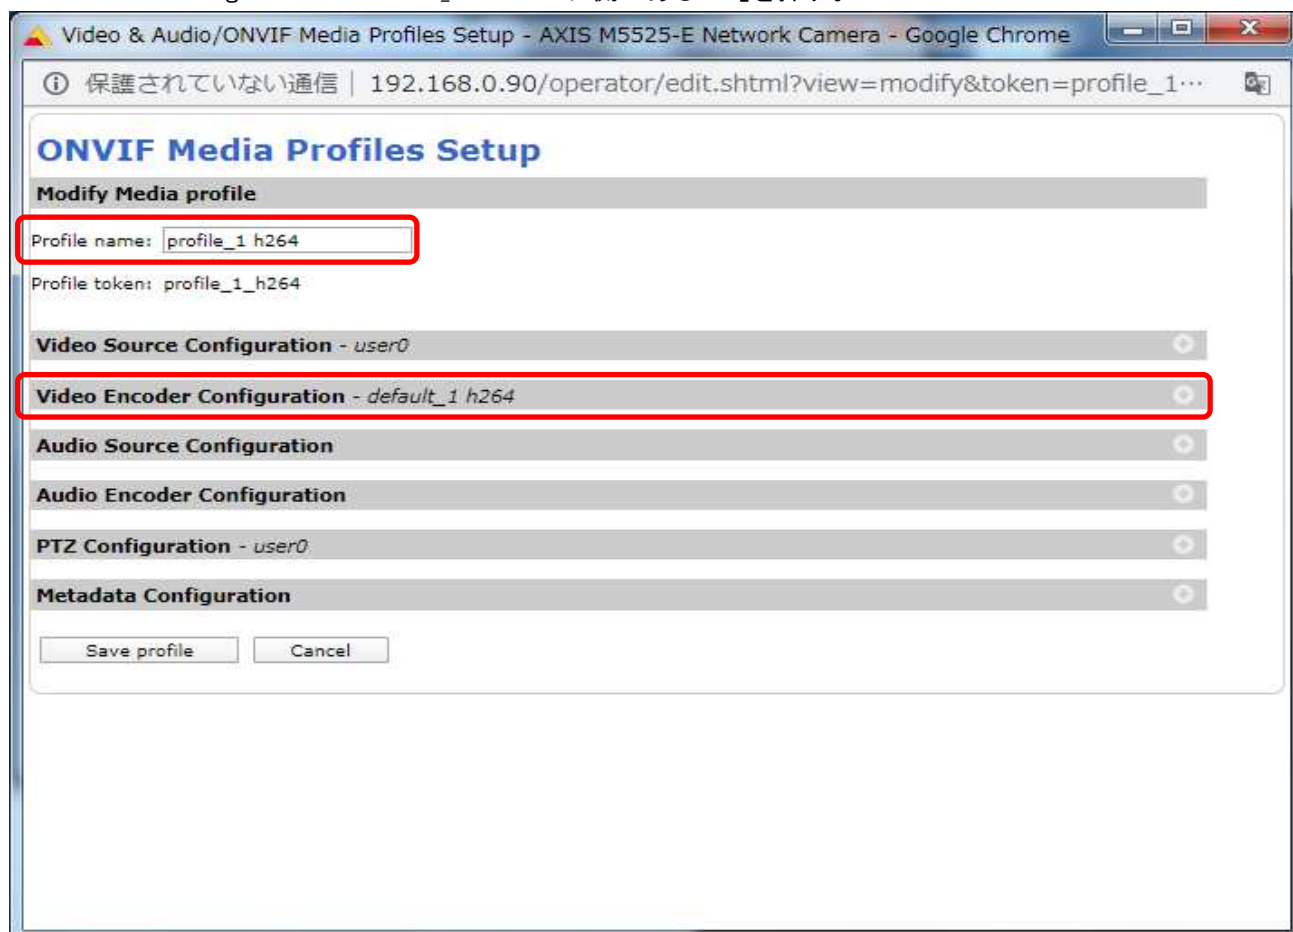 Video & Audio/ONVIF Media Profiles Setup - AXIS M5525-E Network Camera - Google Chrome
保護されていない通信 | 192.168.0.90/operator/edit.shtml?view=modify&token=profile_1…
ONVIF Media Profiles Setup
Modify Media profile
Profile name: profile_1 h264
Profile token: profile_1_h264
Video Source Configuration - user0
Video Encoder Configuration - default_1 h264
Audio Source Configuration
Audio Encoder Configuration
PTZ Configuration - user0
Metadata Configuration
Save profile Cancel